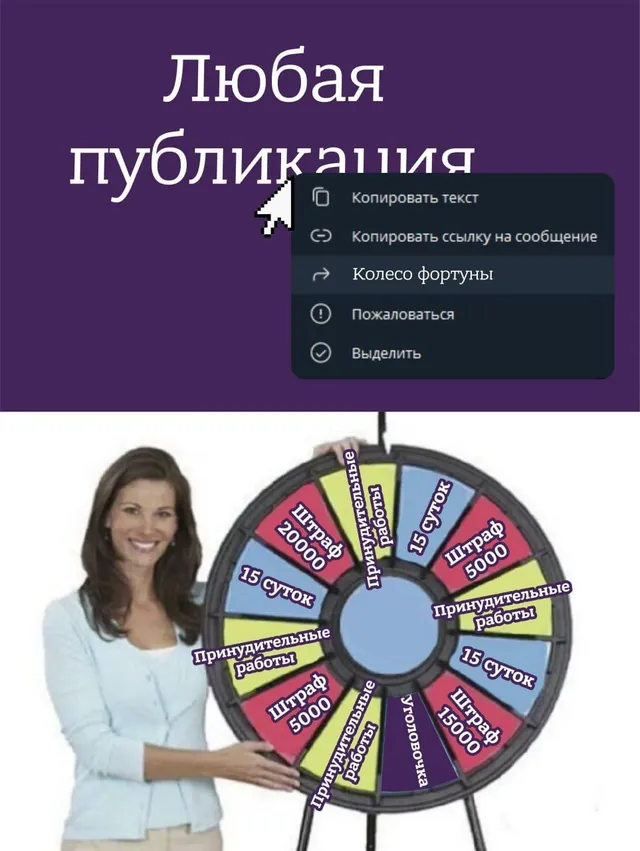 Любая
публикация
Копировать текст
Копировать ссылку на сообщение
Колесо фортуны
Пожаловаться
Выделить
Принудительные
работы
15 суток
Штраф
5000
Принудительные
работы
15 суток
Штраф
15000
Уголовочка
Принудительные
работы
Штраф
5000
Принудительные
работы
15 суток
Штраф
20000